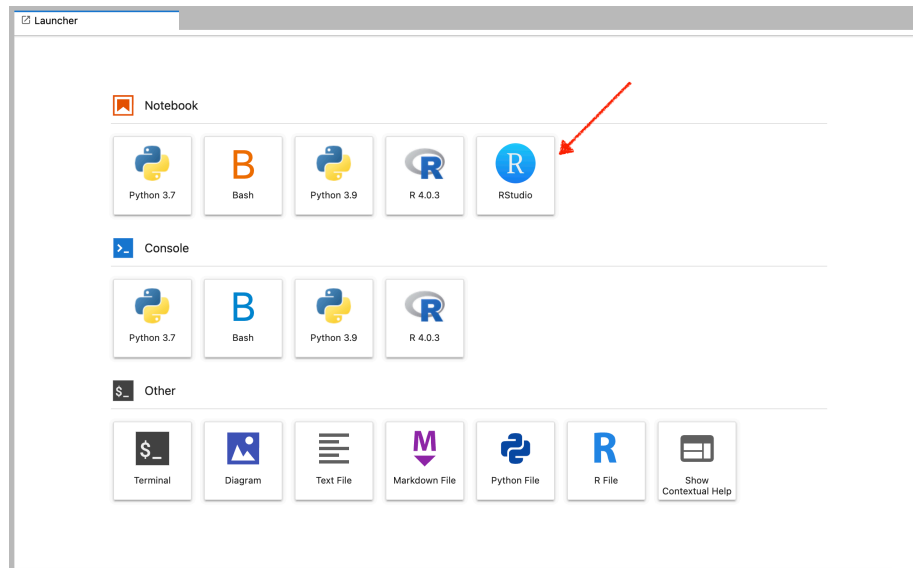 Launcher
Notebook
B
R
R
Python 3.7
Bash
Python 3.9
R 4.0.3
RStudio
>_
Console
B
R
Python 3.7
Bash
Python 3.9
R 4.0.3
$_
Other
$_
M
R
Terminal
Diagram
Text File
Markdown File
Python File
R File
Show
Contextual Help